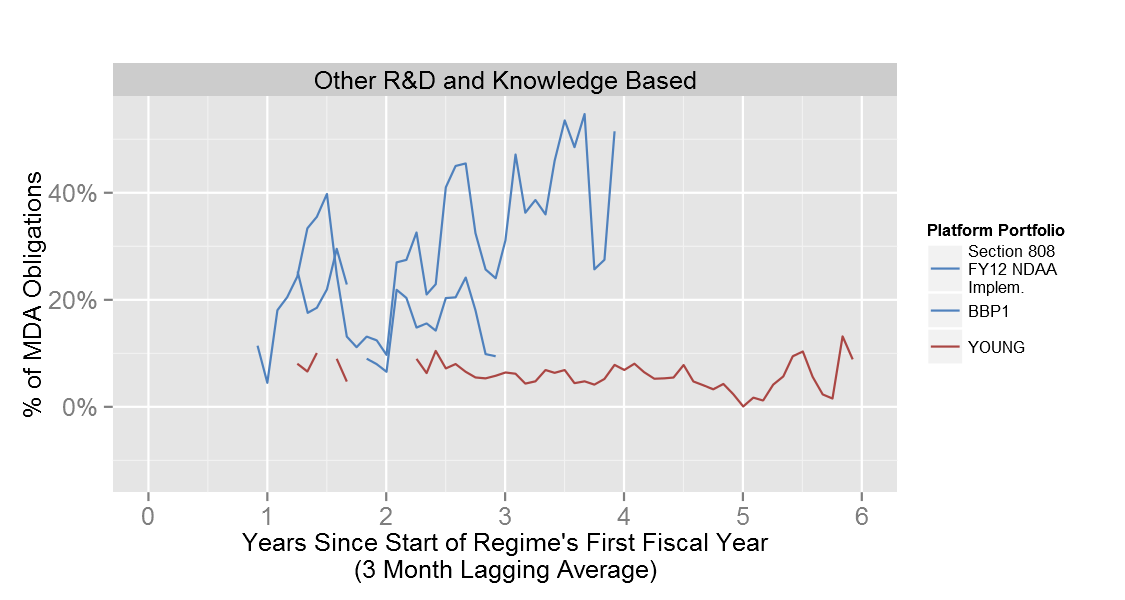 Other R&D and Knowledge Based
% of MDA Obligations
40%
20%
0%
0 1 2 3 4 5 6
Years Since Start of Regime's First Fiscal Year
(3 Month Lagging Average)
Platform Portfolio
Section 808
FY12 NDAA
Implem.
BBP1
YOUNG